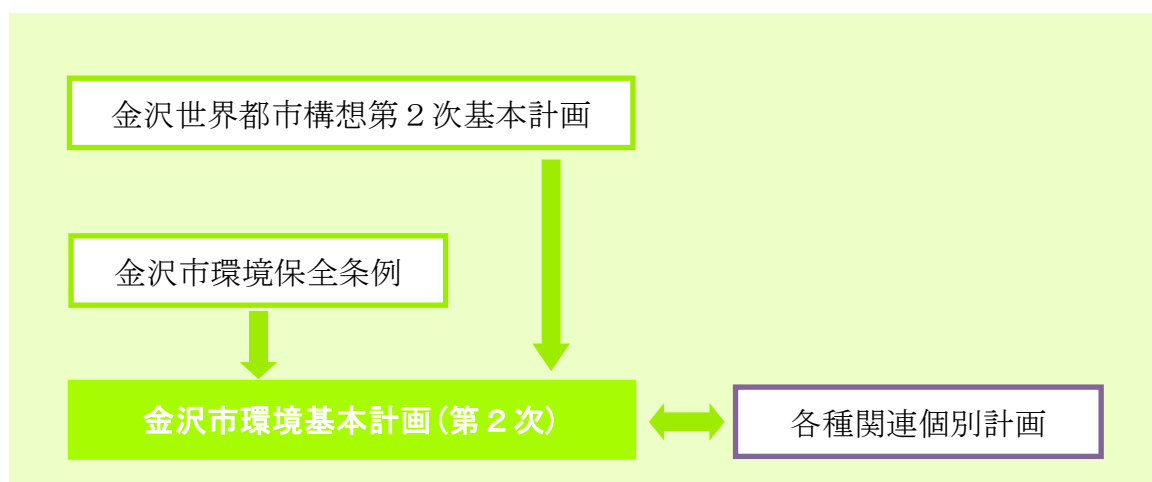 金沢世界都市構想第２次基本計画
金沢市環境保全条例
金沢市環境基本計画（第２次）
各種関連個別計画